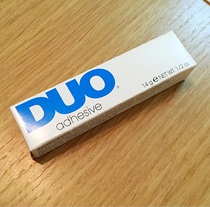 DUO
adhesive
14 g ℮ NET WT. 1/2 oz